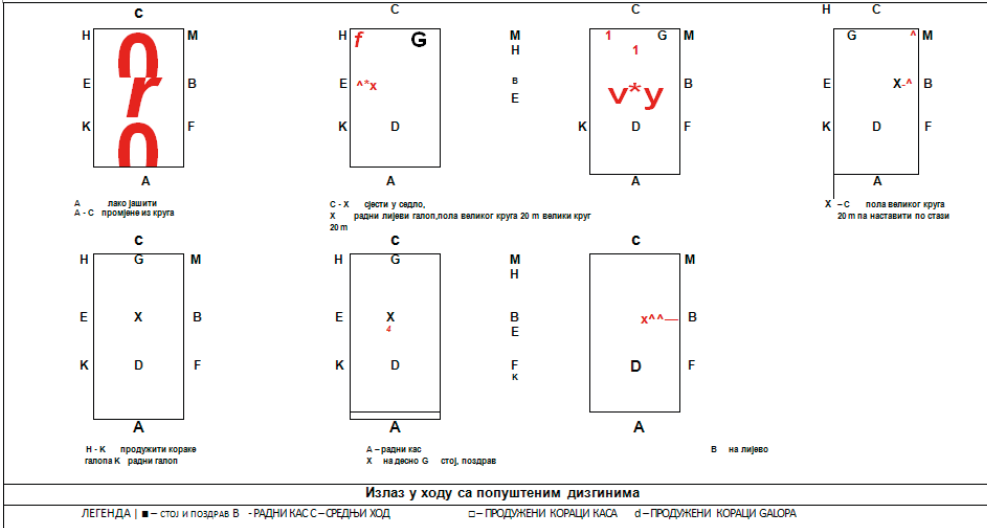 C C C H C
H M H f G M H 1 G M G ^ M
0 r 0
1
E B E ^*x B E v*y B E X-^ B
K F K D K D F K D
A A A A
A лако јашити
A - C промјене из круга
C - X сјести у седло,
X радни лијеви галоп,пола великог круга 20 m велики круг
20 m
X – C пола великог круга
20 m па наставити по стази
C C C
H G M H G M H M
E X B E X B E x^^— B
4
K D F K D F K D F
A A A
H - K продужити кораке
галопа K радни галоп
A – радни кас
X на десно G стој, поздрав
B на лијево
Излаз у ходу са попуштеним дизгинима
ЛЕГЕНДА | ■ – СТОЈ И ПОЗДРАВ B - РАДНИ КАС C – СРЕДЊИ ХОД □ – ПРОДУЖЕНИ КОРАЦИ КАСА d – ПРОДУЖЕНИ КОРАЦИ GALOPA